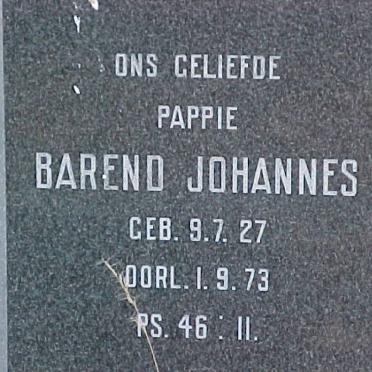 ONS GELIEFDE
PAPPIE
BAREND JOHANNES
GEB. 9.7. 27
OORL. 1. 9. 73
PS. 46 : 11.